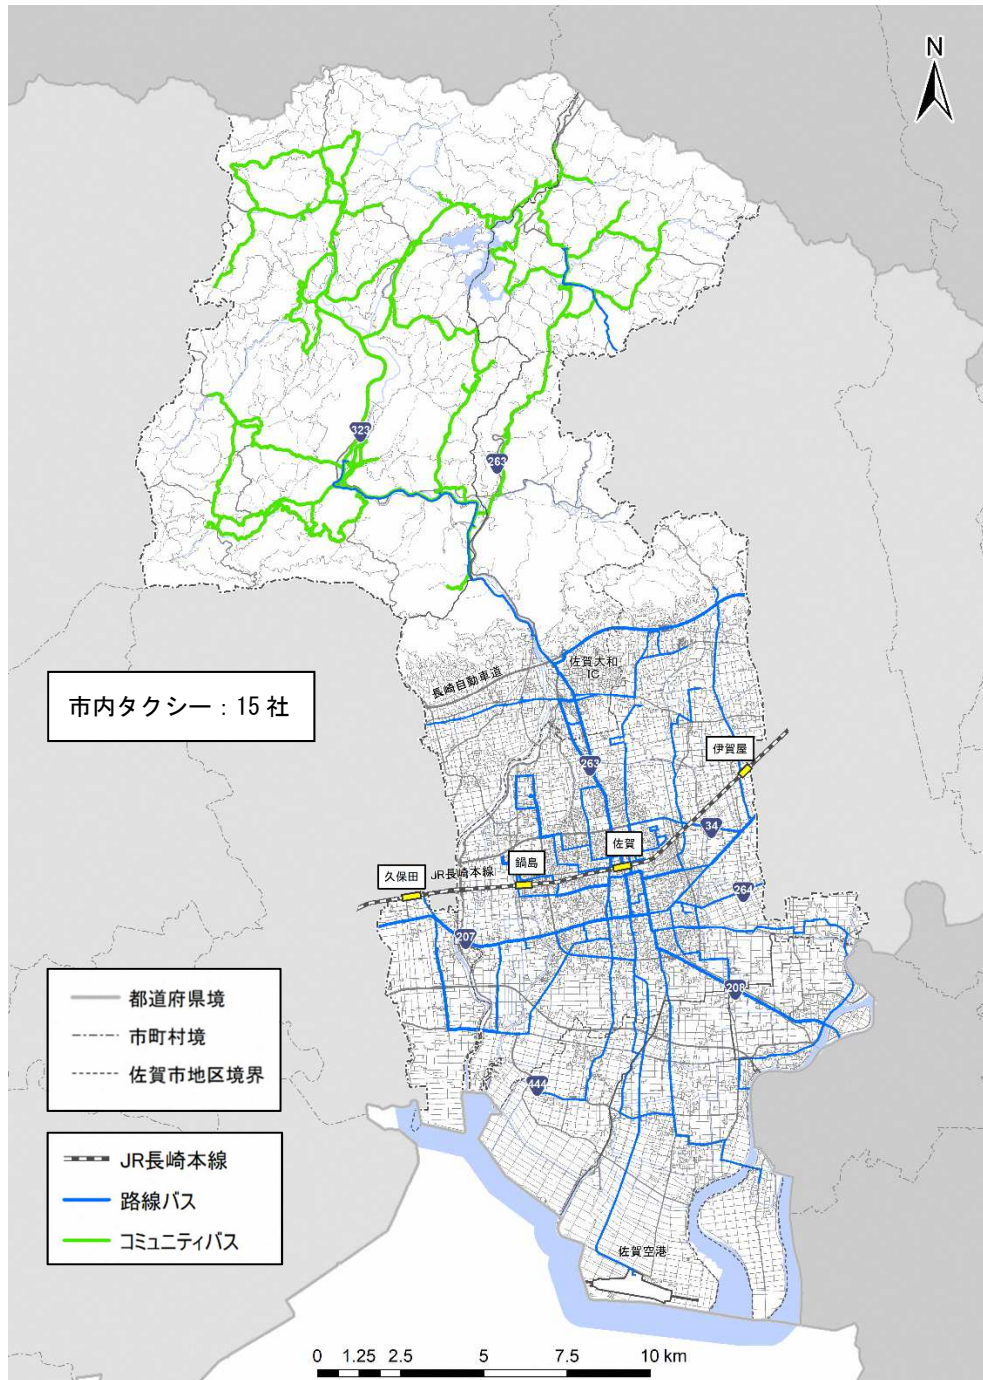 N
323
263
佐賀大和
IC
長崎自動車道
市内タクシー：15 社
伊賀屋
263
34
佐賀
鍋島
JR長崎本線
久保田
264
207
208
都道府県境
市町村境
佐賀市地区境界
444
JR長崎本線
路線バス
コミュニティバス
佐賀空港
0 1.25 2.5 5 7.5 10 km